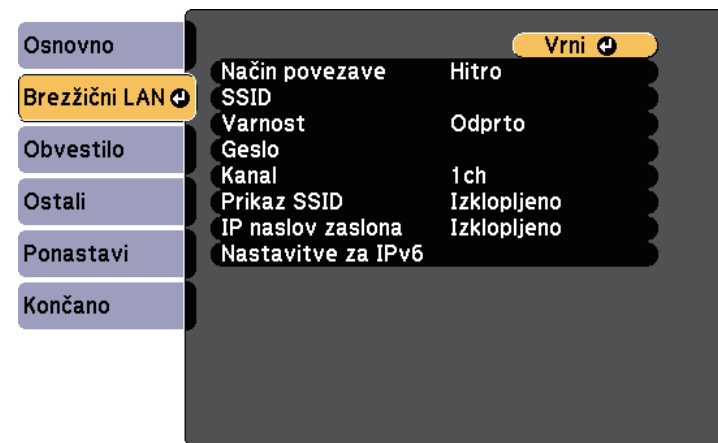 Osnovno
Brezžični LAN
Obvestilo
Ostali
Ponastavi
Končano
Vrni
Način povezave Hitro
SSID
Varnost Odprto
Geslo
Kanal 1ch
Prikaz SSID Izklopljeno
IP naslov zaslona Izklopljeno
Nastavitve za IPv6